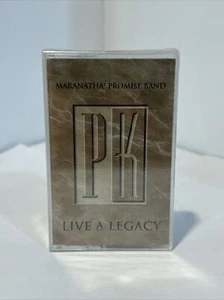 MARANATHA! PROMISE BAND
PK
LIVE A LEGACY